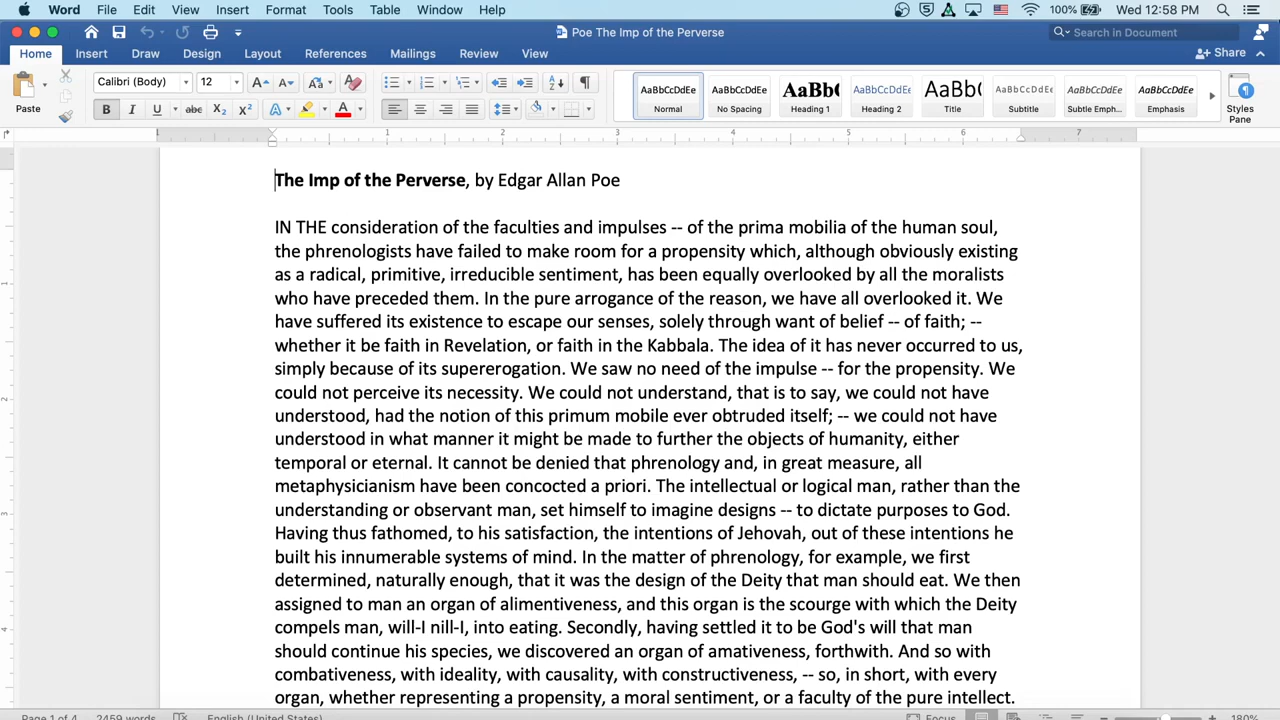 Word File Edit View Insert Format Tools Table Window Help 100% Wed 12:58 PM
Poe The Imp of the Perverse Search in Document
Home Insert Draw Design Layout References Mailings Review View Share
Paste Calibri (Body) 12 AaBbCcDdEe AaBbCcDdEe AaBbC AaBbCcDdEe AaBbC AaBbCcDdEe AaBbCcDdEe AaBbCcDdEe Styles
Normal No Spacing Heading 1 Heading 2 Title Subtitle Subtle Emph... Emphasis Pane
1 1 2 3 4 5 6 7
The Imp of the Perverse, by Edgar Allan Poe
IN THE consideration of the faculties and impulses -- of the prima mobilia of the human soul,
the phrenologists have failed to make room for a propensity which, although obviously existing
as a radical, primitive, irreducible sentiment, has been equally overlooked by all the moralists
who have preceded them. In the pure arrogance of the reason, we have all overlooked it. We
have suffered its existence to escape our senses, solely through want of belief -- of faith; --
whether it be faith in Revelation, or faith in the Kabbala. The idea of it has never occurred to us,
simply because of its supererogation. We saw no need of the impulse -- for the propensity. We
could not perceive its necessity. We could not understand, that is to say, we could not have
understood, had the notion of this primum mobile ever obtruded itself; -- we could not have
understood in what manner it might be made to further the objects of humanity, either
temporal or eternal. It cannot be denied that phrenology and, in great measure, all
metaphysicianism have been concocted a priori. The intellectual or logical man, rather than the
understanding or observant man, set himself to imagine designs -- to dictate purposes to God.
Having thus fathomed, to his satisfaction, the intentions of Jehovah, out of these intentions he
built his innumerable systems of mind. In the matter of phrenology, for example, we first
determined, naturally enough, that it was the design of the Deity that man should eat. We then
assigned to man an organ of alimentiveness, and this organ is the scourge with which the Deity
compels man, will-I nill-I, into eating. Secondly, having settled it to be God's will that man
should continue his species, we discovered an organ of amativeness, forthwith. And so with
combativeness, with ideality, with causality, with constructiveness, -- so, in short, with every
organ, whether representing a propensity, a moral sentiment, or a faculty of the pure intellect.
Page 1 of 4 2459 words English (United States) Focus 180%